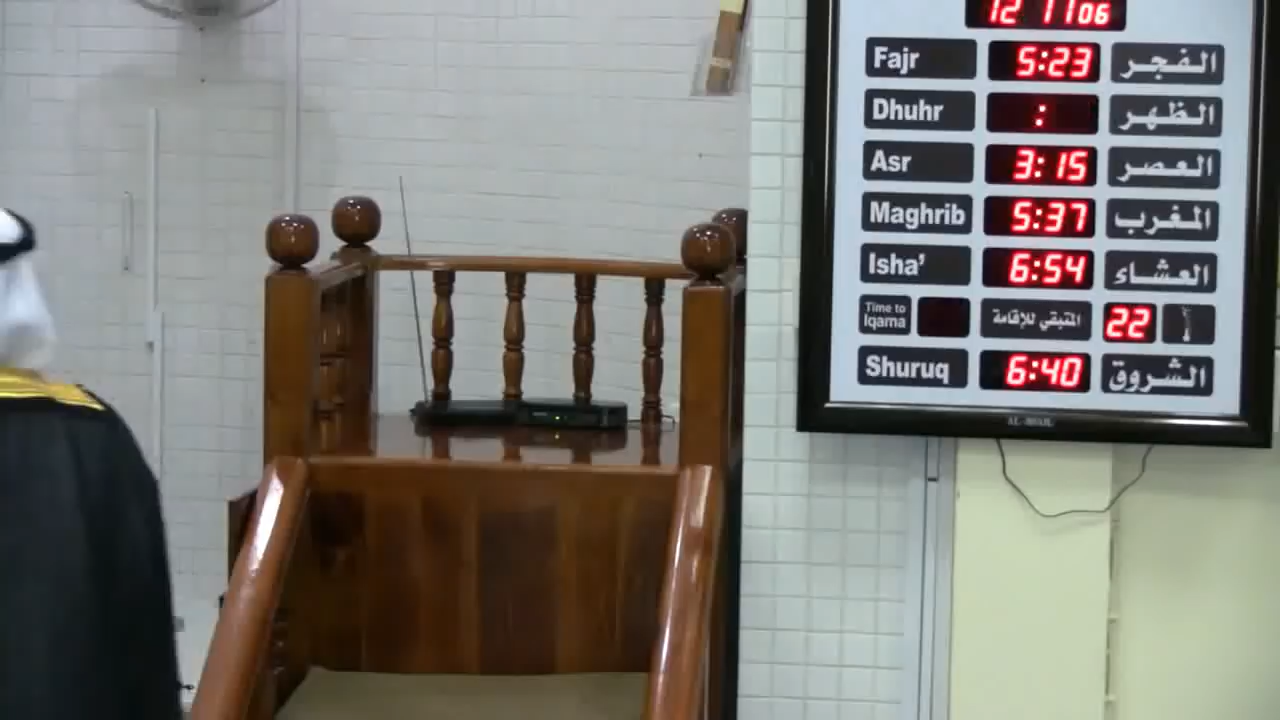 12 11 06
Fajr 5:23 الفجر
Dhuhr : الظهر
Asr 3:15 العصر
Maghrib 5:37 المغرب
Isha' 6:54 العشاء
Time to Iqama المتبقي للإقامة 22
Shuruq 6:40 الشروق